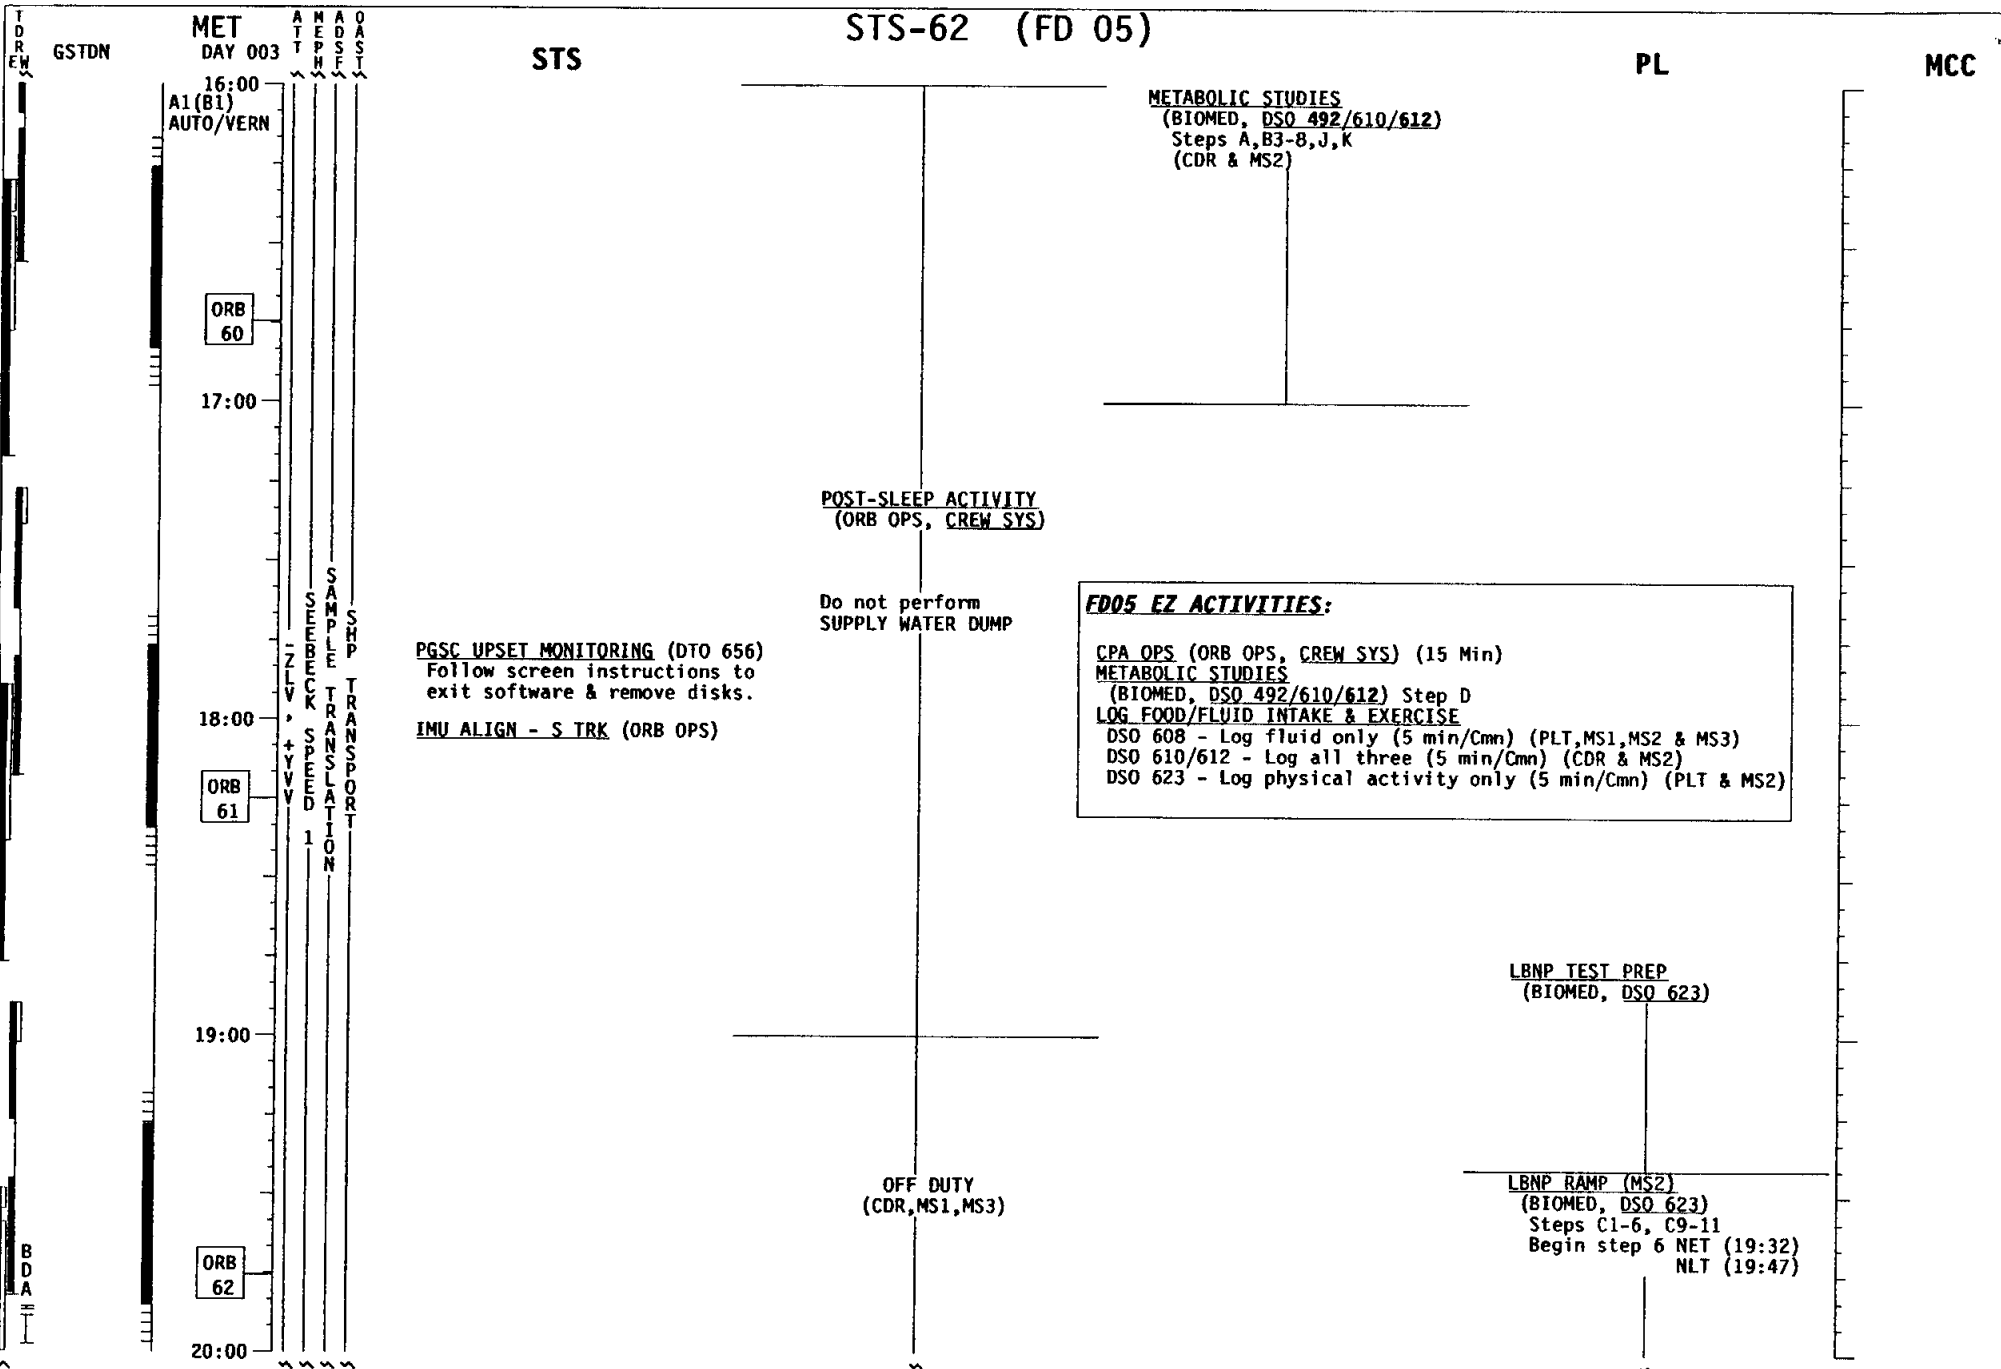 STS-62 (FD 05)
TDRE W
GSTDN
MET
DAY 003
ATT
MEPH
ADSF
OAST
STS
PL
MCC
16:00
A1(B1)
AUTO/VERN
METABOLIC STUDIES
(BIOMED, DSO 492/610/612)
Steps A,B3-8,J,K
(CDR & MS2)
ORB
60
17:00
POST-SLEEP ACTIVITY
(ORB OPS, CREW SYS)
Do not perform
SUPPLY WATER DUMP
-ZLV, +YVV
SEEBECK SPEED 1
SAMPLE TRANSLATION
SHP TRANSPORT
PGSC UPSET MONITORING (DTO 656)
Follow screen instructions to
exit software & remove disks.
IMU ALIGN - S TRK (ORB OPS)
FD05 EZ ACTIVITIES:
CPA OPS (ORB OPS, CREW SYS) (15 Min)
METABOLIC STUDIES
(BIOMED, DSO 492/610/612) Step D
LOG FOOD/FLUID INTAKE & EXERCISE
DSO 608 - Log fluid only (5 min/Cmn) (PLT,MS1,MS2 & MS3)
DSO 610/612 - Log all three (5 min/Cmn) (CDR & MS2)
DSO 623 - Log physical activity only (5 min/Cmn) (PLT & MS2)
18:00
ORB
61
LBNP TEST PREP
(BIOMED, DSO 623)
19:00
OFF DUTY
(CDR,MS1,MS3)
LBNP RAMP (MS2)
(BIOMED, DSO 623)
Steps C1-6, C9-11
Begin step 6 NET (19:32)
NLT (19:47)
BDA
ORB
62
20:00